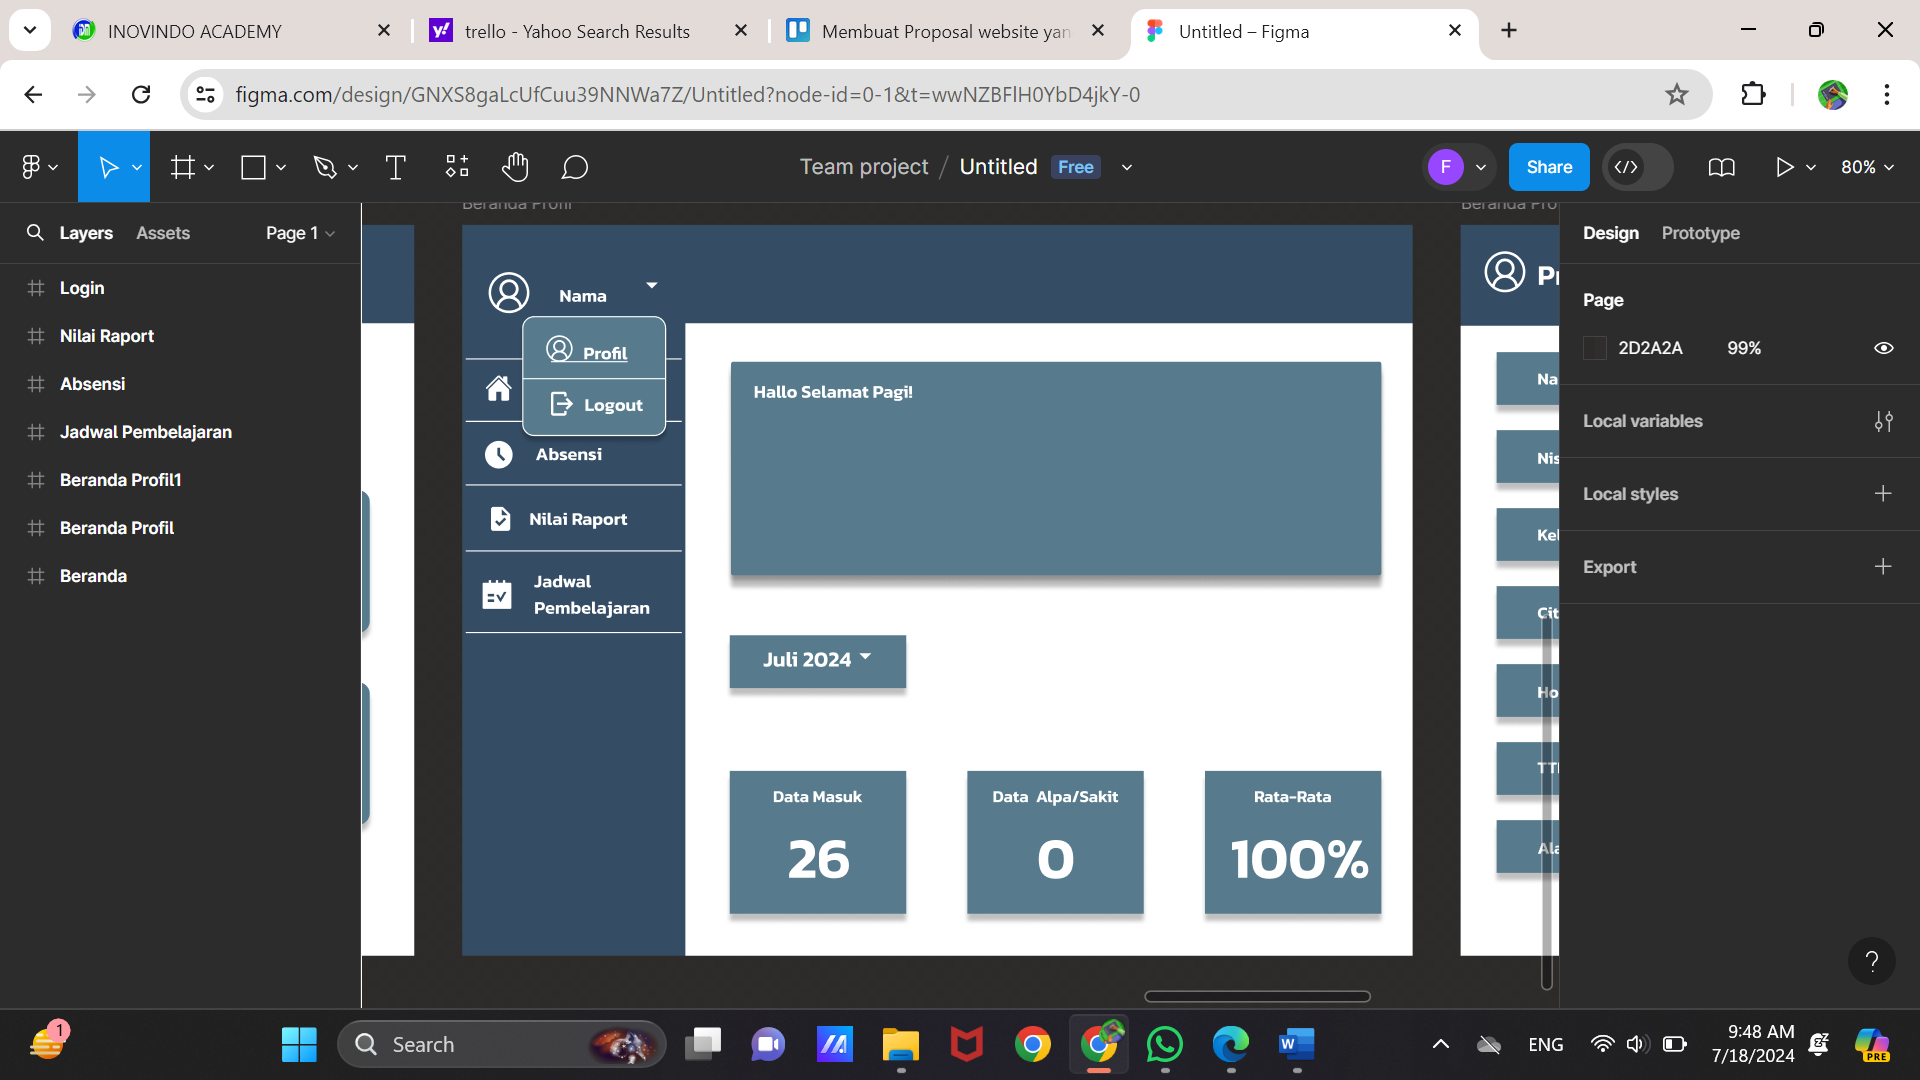 INOVINDO ACADEMY
trello - Yahoo Search Results
Membuat Proposal website yan
Untitled – Figma
figma.com/design/GNXS8gaLcUfCuu39NNWa7Z/Untitled?node-id=0-1&t=wwNZBFlH0YbD4jkY-0
Team project / Untitled Free
F
Share
80%
Layers
Assets
Page 1
Login
Nilai Raport
Absensi
Jadwal Pembelajaran
Beranda Profil1
Beranda Profil
Beranda
Beranda Profil
Nama
Profil
Logout
Absensi
Nilai Raport
Jadwal
Pembelajaran
Hallo Selamat Pagi!
Juli 2024
Data Masuk
26
Data Alpa/Sakit
0
Rata-Rata
100%
Beranda Pro
Pr
Na
Nis
Kel
Cit
Ho
TTI
Ala
Design
Prototype
Page
2D2A2A
99%
Local variables
Local styles
Export
?
1
Search
ENG
9:48 AM
7/18/2024
PRE